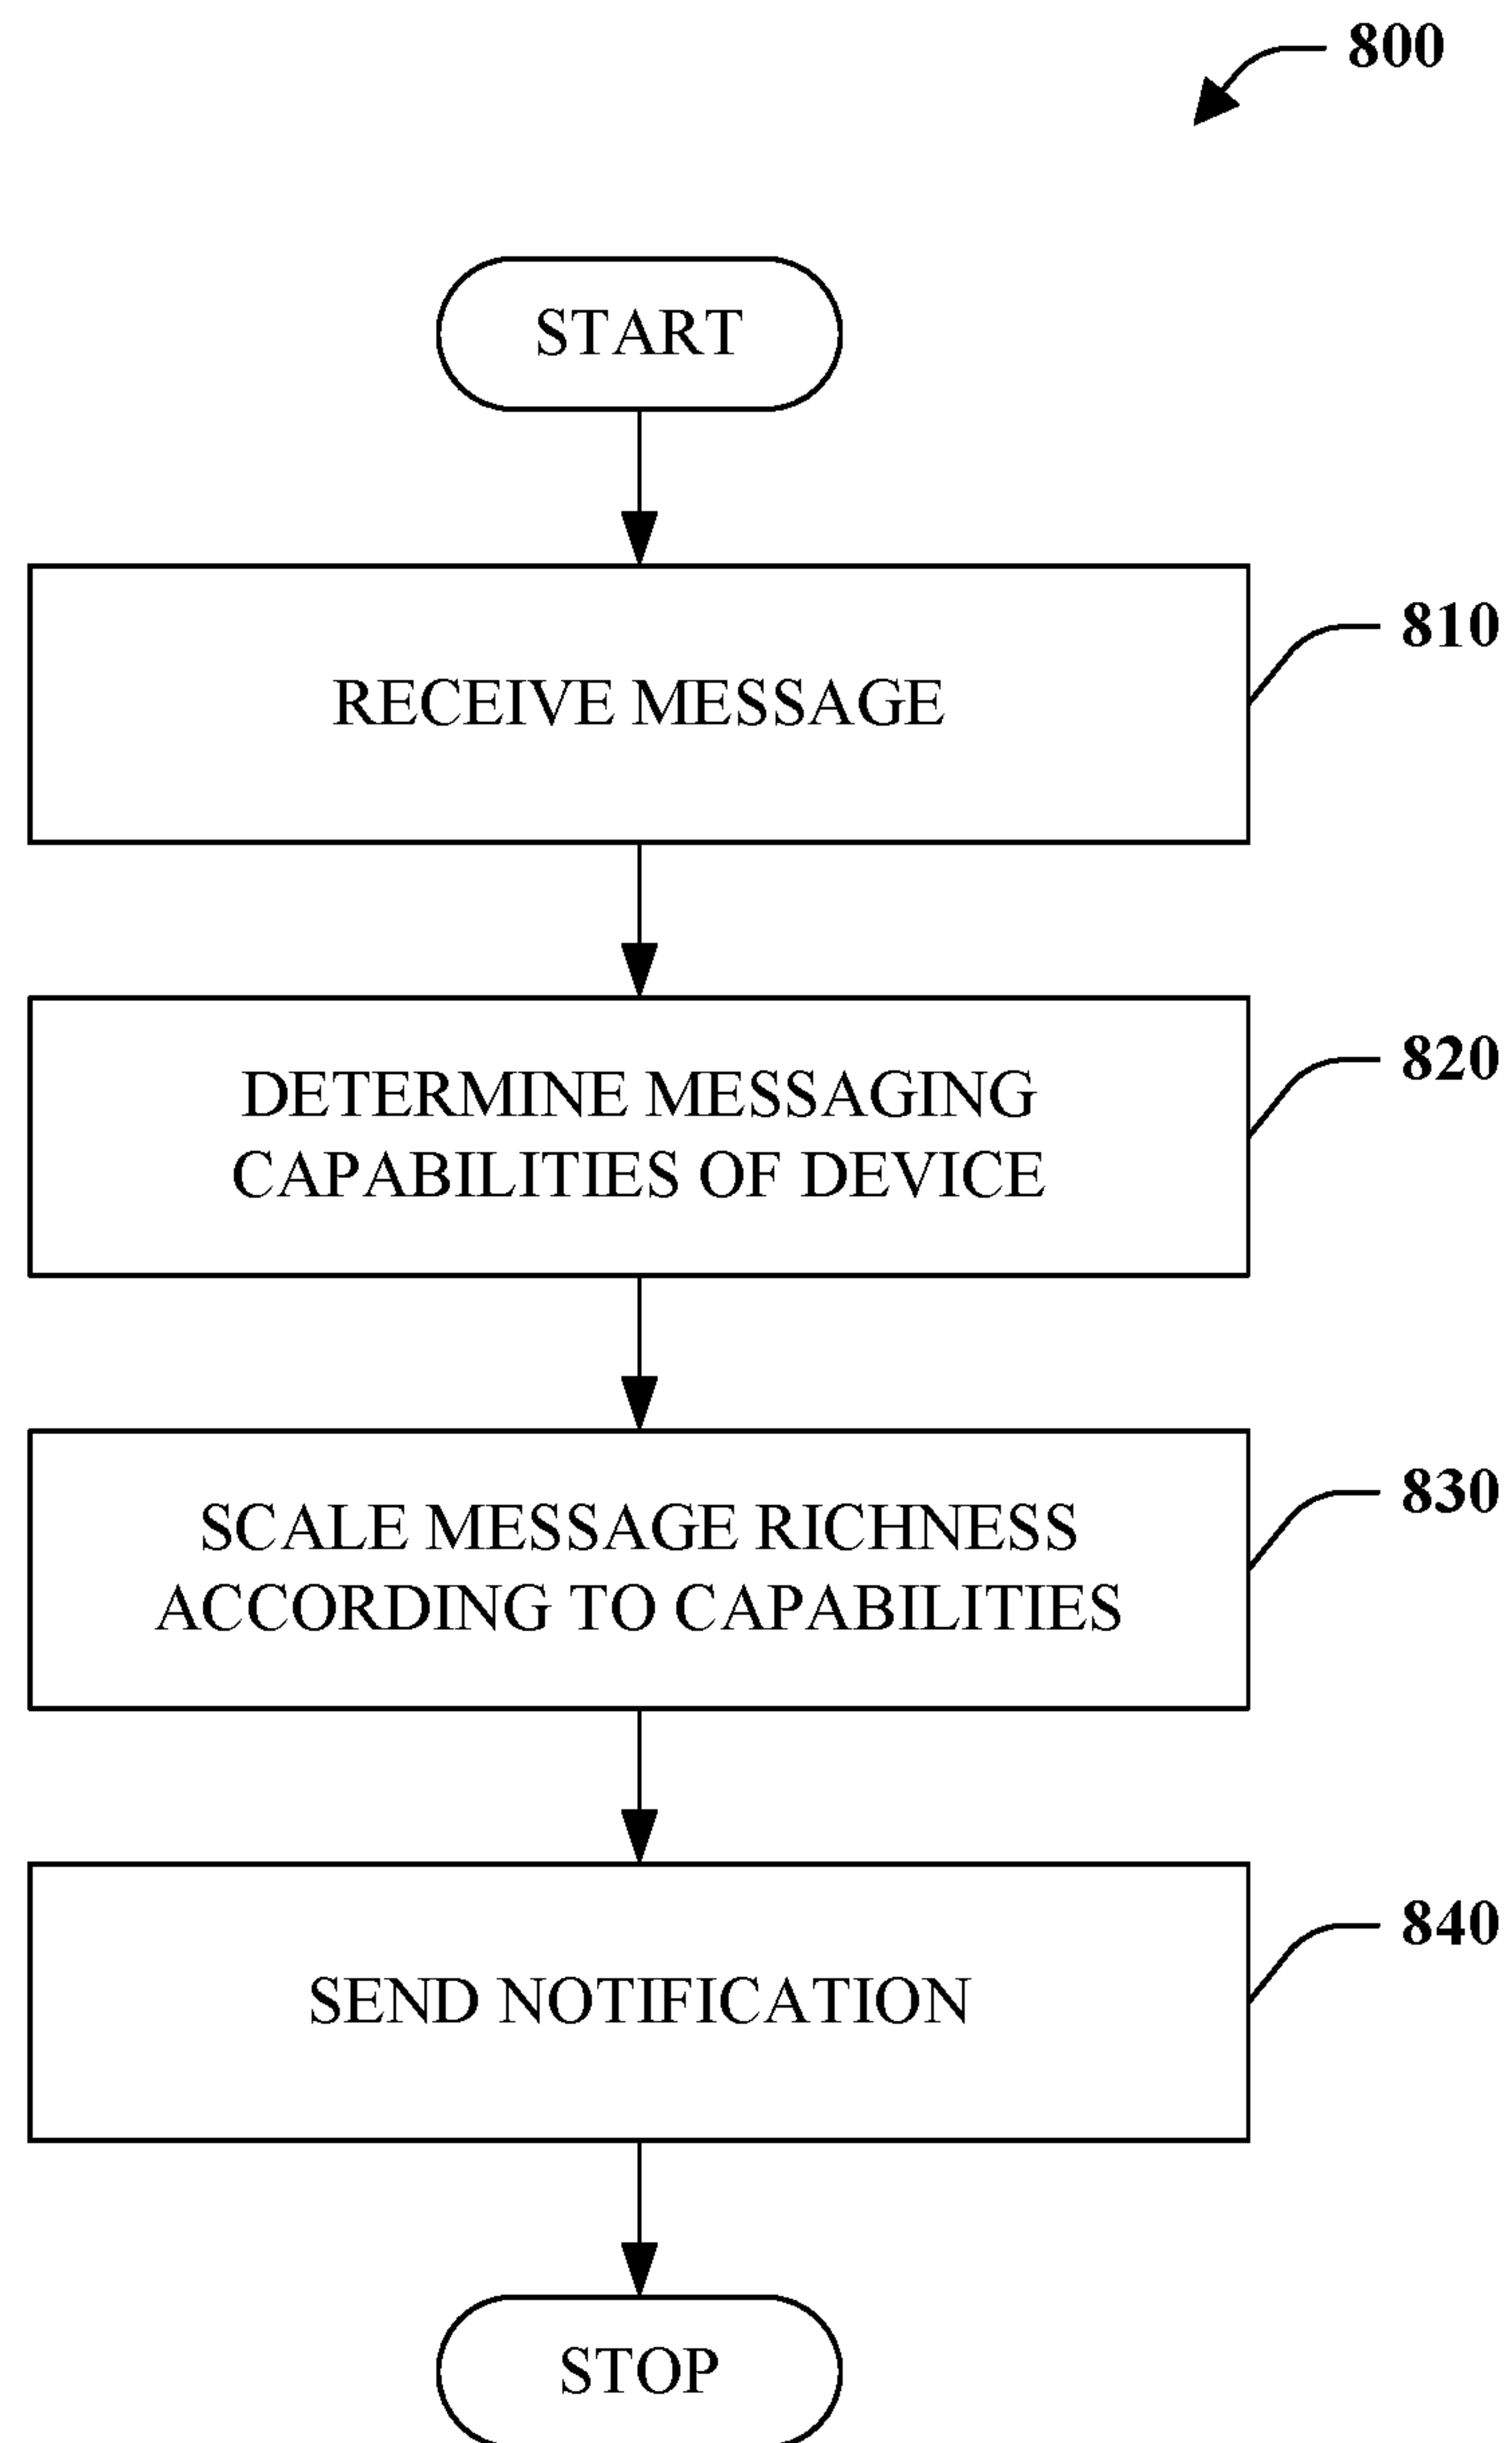 800
START
RECEIVE MESSAGE
810
DETERMINE MESSAGING
CAPABILITIES OF DEVICE
820
SCALE MESSAGE RICHNESS
ACCORDING TO CAPABILITIES
830
SEND NOTIFICATION
840
STOP